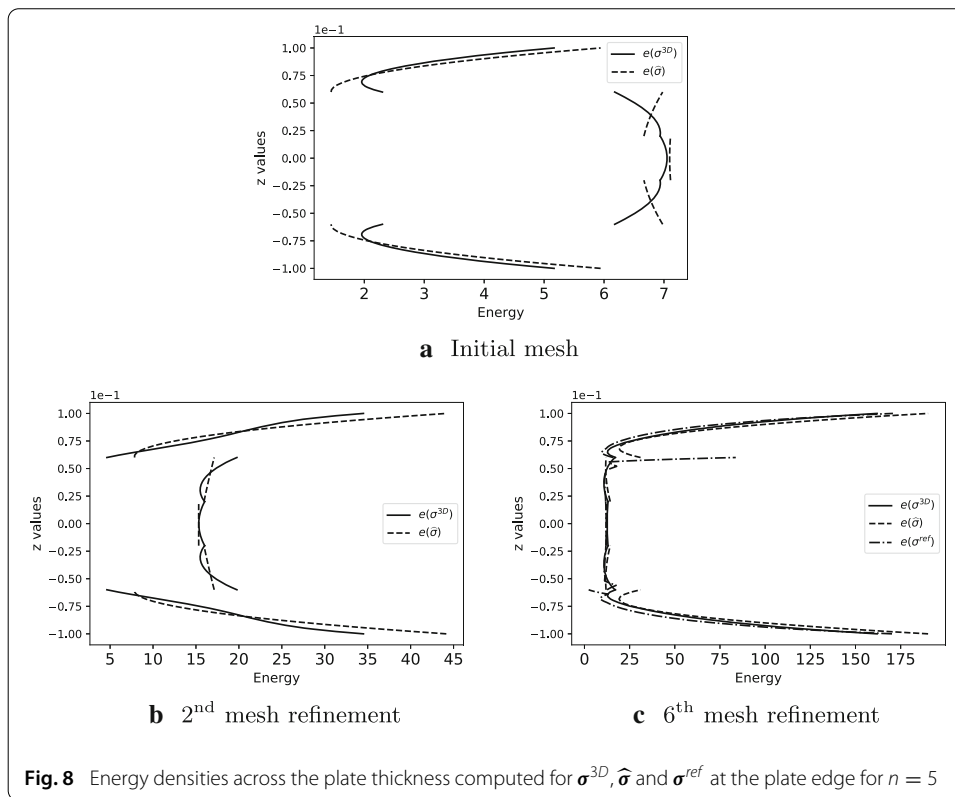 1e−1
1.00
0.75
0.50
0.25
0.00
−0.25
−0.50
−0.75
−1.00
z values
2 3 4 5 6 7
Energy
e(σ³ᴰ)
e(σ̂)
a Initial mesh
1e−1
1.00
0.75
0.50
0.25
0.00
−0.25
−0.50
−0.75
−1.00
z values
5 10 15 20 25 30 35 40 45
Energy
e(σ³ᴰ)
e(σ̂)
b 2nd mesh refinement
1e−1
1.00
0.75
0.50
0.25
0.00
−0.25
−0.50
−0.75
−1.00
z values
0 25 50 75 100 125 150 175
Energy
e(σ³ᴰ)
e(σ̂)
e(σʳᵉᶠ)
c 6th mesh refinement
Fig. 8 Energy densities across the plate thickness computed for σ³ᴰ, σ̂ and σʳᵉᶠ at the plate edge for n = 5